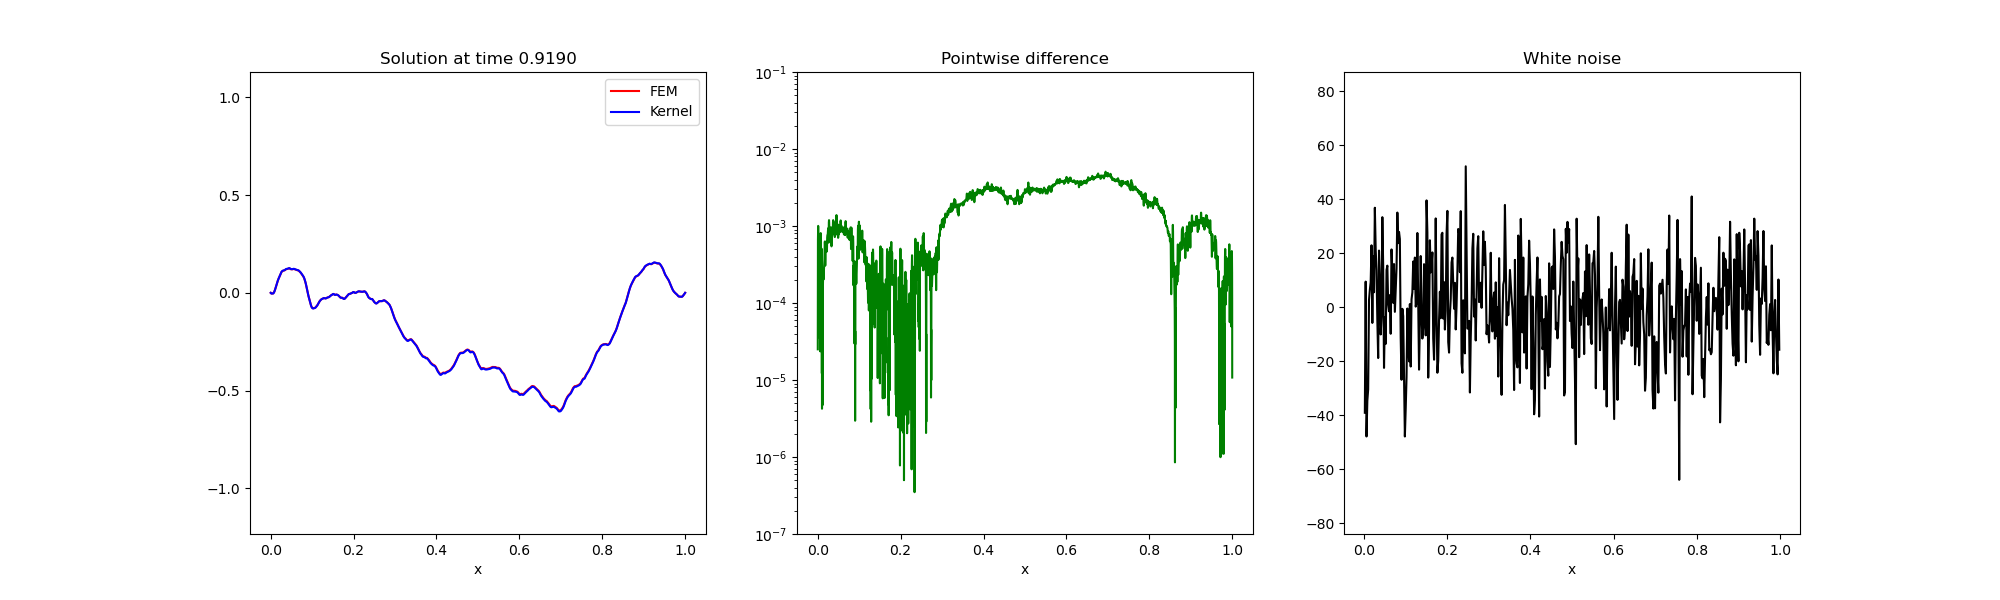 Solution at time 0.9190
1.0
0.5
0.0
−0.5
−1.0
FEM
Kernel
0.0 0.2 0.4 0.6 0.8 1.0
x
Pointwise difference
10⁻¹
10⁻²
10⁻³
10⁻⁴
10⁻⁵
10⁻⁶
10⁻⁷
0.0 0.2 0.4 0.6 0.8 1.0
x
White noise
80
60
40
20
0
−20
−40
−60
−80
0.0 0.2 0.4 0.6 0.8 1.0
x